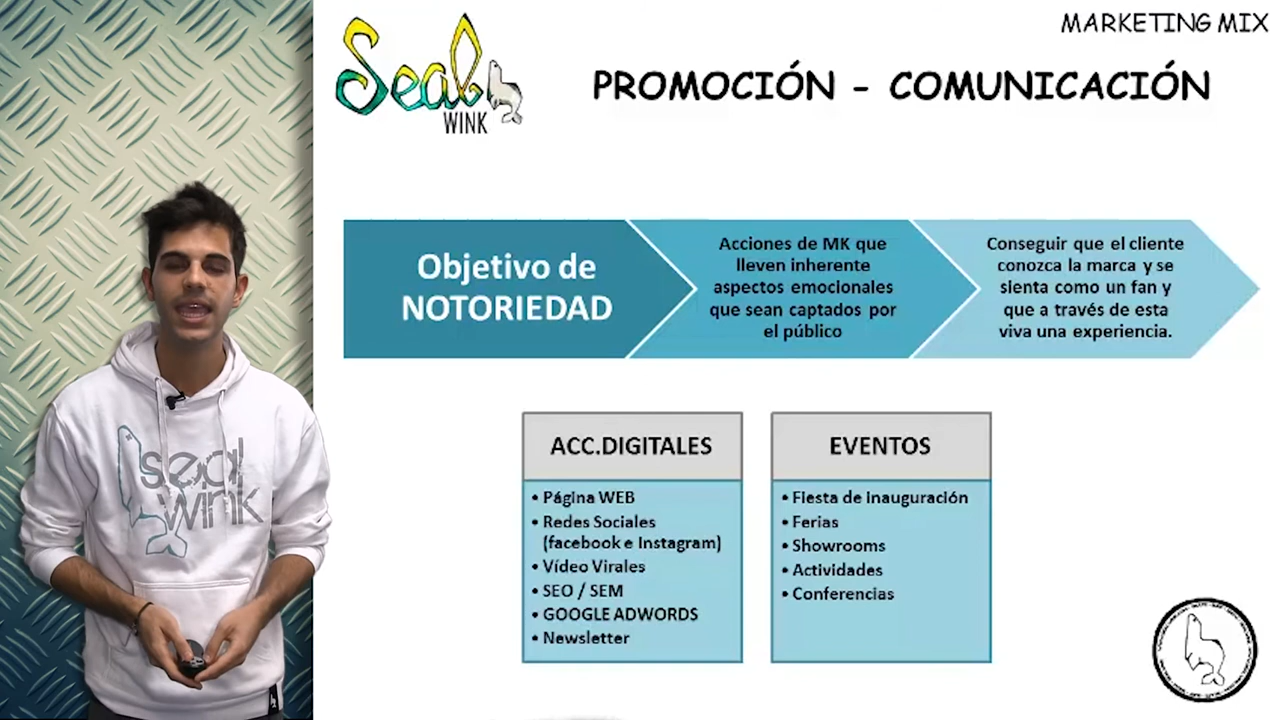 MARKETING MIX
Seal
WINK
PROMOCIÓN - COMUNICACIÓN
Objetivo de
NOTORIEDAD
Acciones de MK que
lleven inherente
aspectos emocionales
que sean captados por
el público
Conseguir que el cliente
conozca la marca y se
sienta como un fan y
que a través de esta
viva una experiencia.
seal
wink
ACC.DIGITALES
• Página WEB
• Redes Sociales
(facebook e Instagram)
• Vídeo Virales
• SEO / SEM
• GOOGLE ADWORDS
• Newsletter
EVENTOS
• Fiesta de inauguración
• Ferias
• Showrooms
• Actividades
• Conferencias